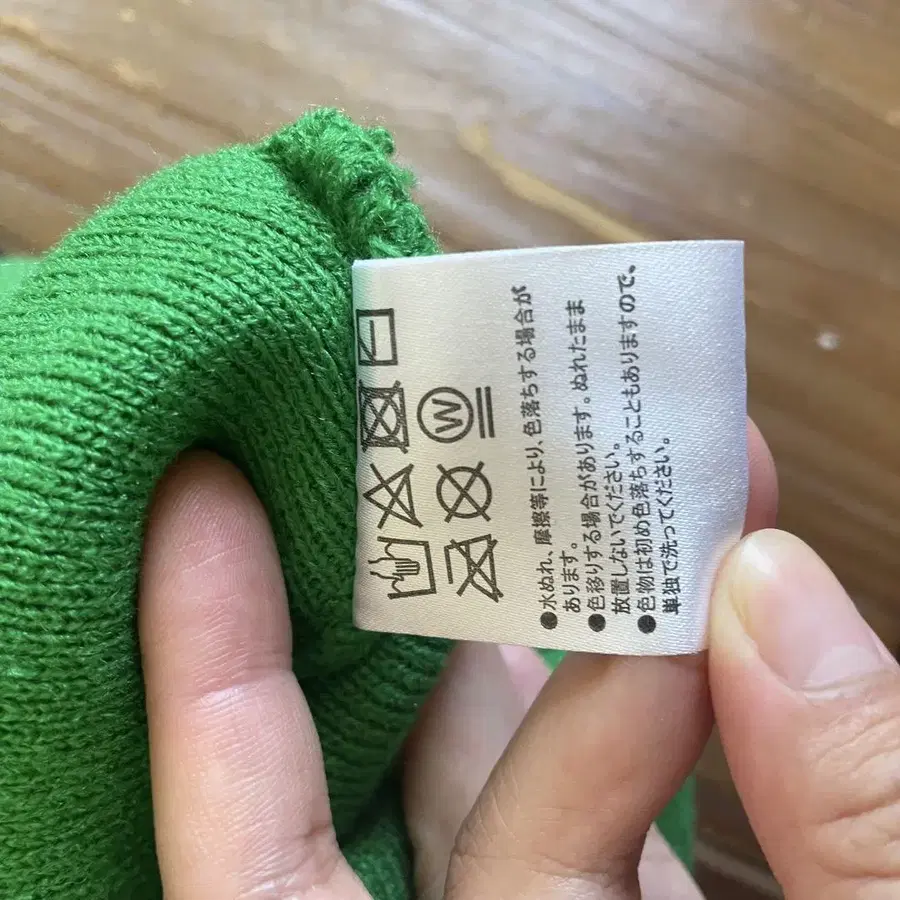 W
●水ぬれ、摩擦等により、色落ちする場合が
あります。
●色移りする場合があります。ぬれたまま
放置しないでください。
●色物は初め色落ちすることもありますので、
単独で洗ってください。